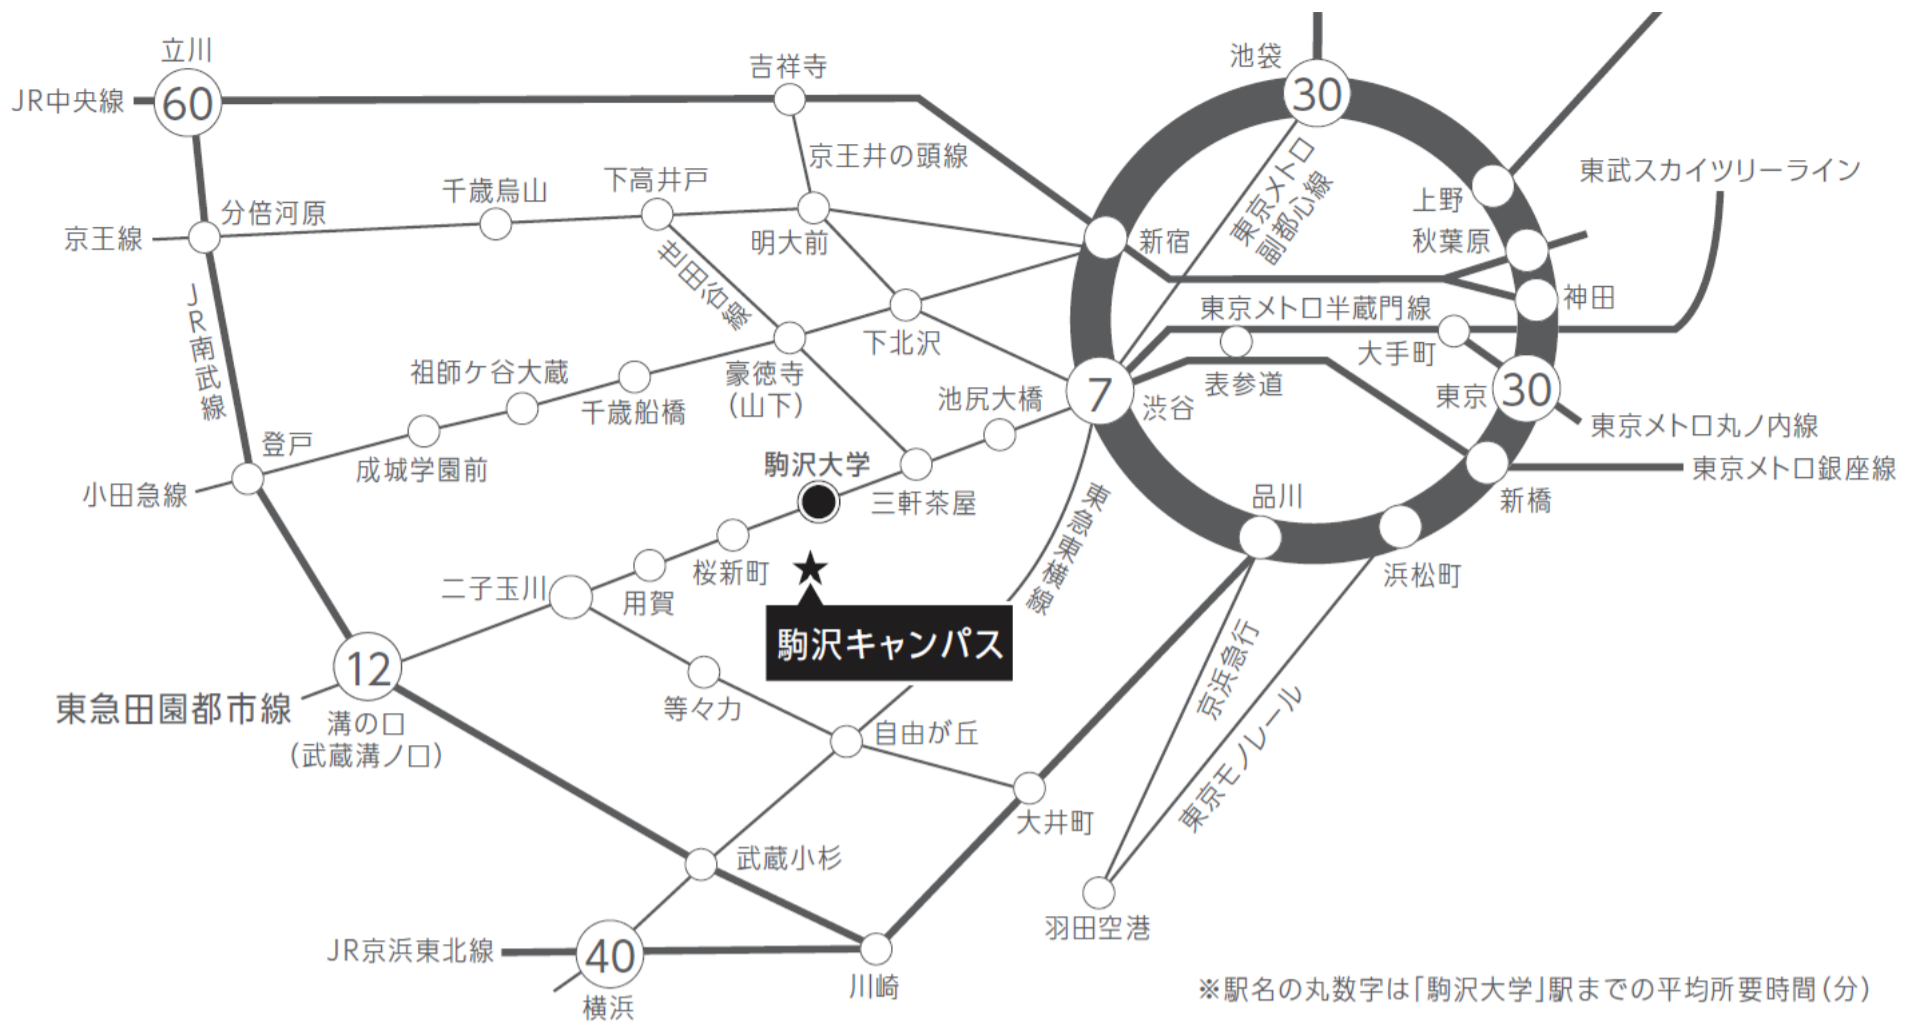 立川
60
JR中央線
吉祥寺
池袋
30
京王井の頭線
東京メトロ
副都心線
東武スカイツリーライン
千歳烏山
下高井戸
上野
分倍河原
京王線
明大前
新宿
秋葉原
世田谷線
神田
JR南武線
東京メトロ半蔵門線
下北沢
大手町
祖師ケ谷大蔵
豪徳寺
(山下)
千歳船橋
池尻大橋
7
渋谷
表参道
東京
30
東京メトロ丸ノ内線
登戸
成城学園前
駒沢大学
東京メトロ銀座線
小田急線
三軒茶屋
品川
新橋
東急東横線
桜新町
浜松町
二子玉川
用賀
駒沢キャンパス
12
京浜急行
東急田園都市線
溝の口
(武蔵溝ノ口)
等々力
自由が丘
東京モノレール
大井町
武蔵小杉
羽田空港
JR京浜東北線
40
横浜
川崎
※駅名の丸数字は「駒沢大学」駅までの平均所要時間(分)